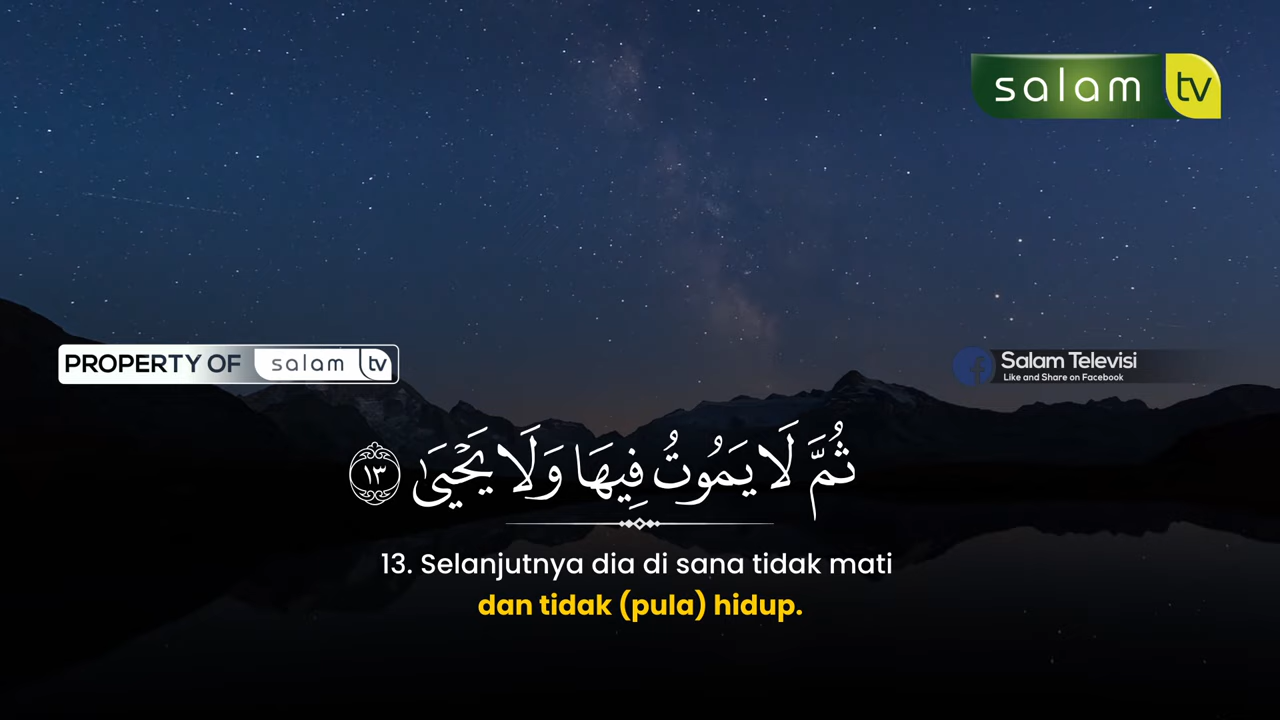 salam tv
PROPERTY OF salam tv
Salam Televisi
Like and Share on Facebook
ثُمَّ لَا يَمُوتُ فِيهَا وَلَا يَحْيَىٰ ١٣
13. Selanjutnya dia di sana tidak mati
dan tidak (pula) hidup.